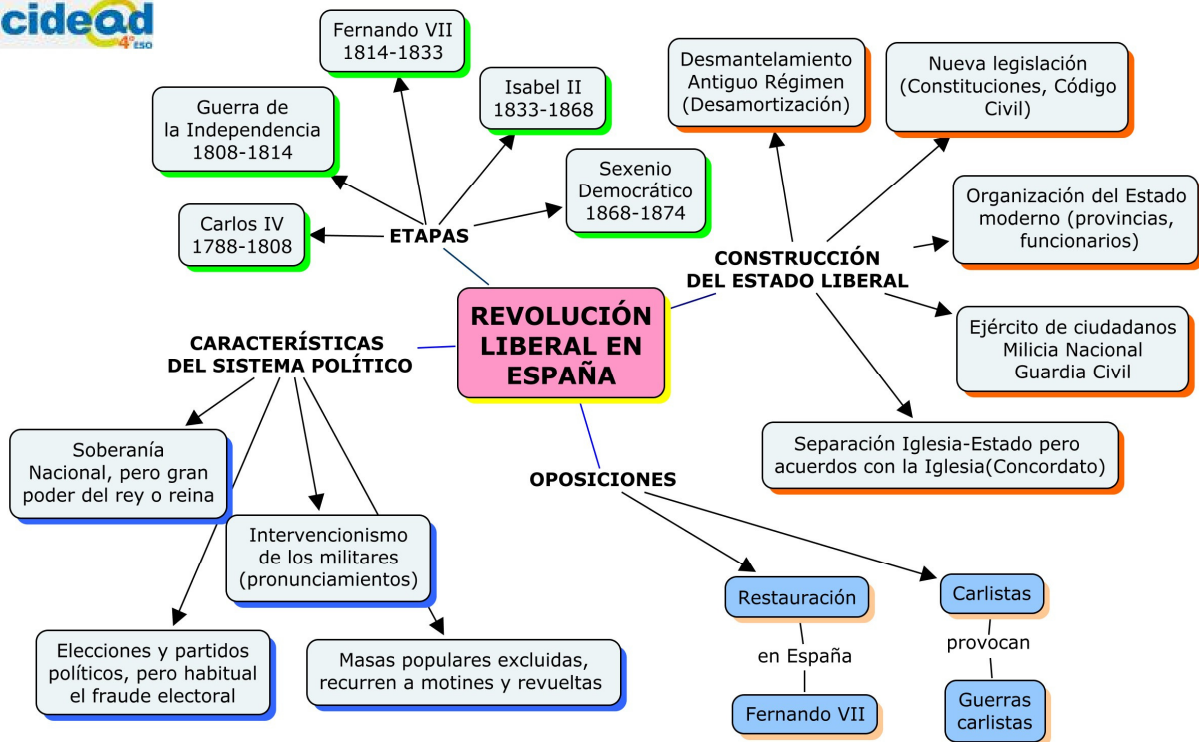 cidead
4º ESO
Fernando VII
1814-1833
Isabel II
1833-1868
Guerra de
la Independencia
1808-1814
Sexenio
Democrático
1868-1874
Carlos IV
1788-1808
ETAPAS
Desmantelamiento
Antiguo Régimen
(Desamortización)
Nueva legislación
(Constituciones, Código
Civil)
Organización del Estado
moderno (provincias,
funcionarios)
CONSTRUCCIÓN
DEL ESTADO LIBERAL
Ejército de ciudadanos
Milicia Nacional
Guardia Civil
Separación Iglesia-Estado pero
acuerdos con la Iglesia(Concordato)
REVOLUCIÓN
LIBERAL EN
ESPAÑA
CARACTERÍSTICAS
DEL SISTEMA POLÍTICO
Soberanía
Nacional, pero gran
poder del rey o reina
Intervencionismo
de los militares
(pronunciamientos)
Elecciones y partidos
políticos, pero habitual
el fraude electoral
Masas populares excluidas,
recurren a motines y revueltas
OPOSICIONES
Restauración
en España
Fernando VII
Carlistas
provocan
Guerras
carlistas